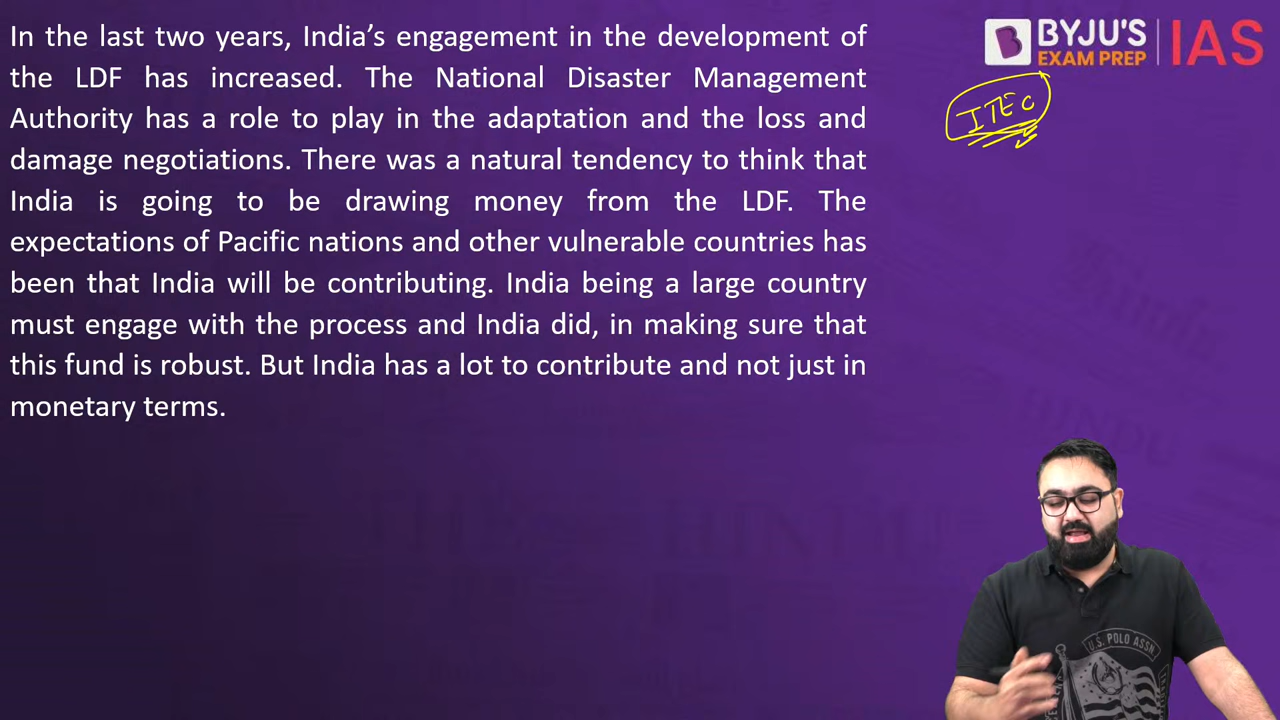 In the last two years, India’s engagement in the development of
the LDF has increased. The National Disaster Management
Authority has a role to play in the adaptation and the loss and
damage negotiations. There was a natural tendency to think that
India is going to be drawing money from the LDF. The
expectations of Pacific nations and other vulnerable countries has
been that India will be contributing. India being a large country
must engage with the process and India did, in making sure that
this fund is robust. But India has a lot to contribute and not just in
monetary terms.
BYJU'S
EXAM PREP
IAS
ITEC
U.S. POLO ASSN.